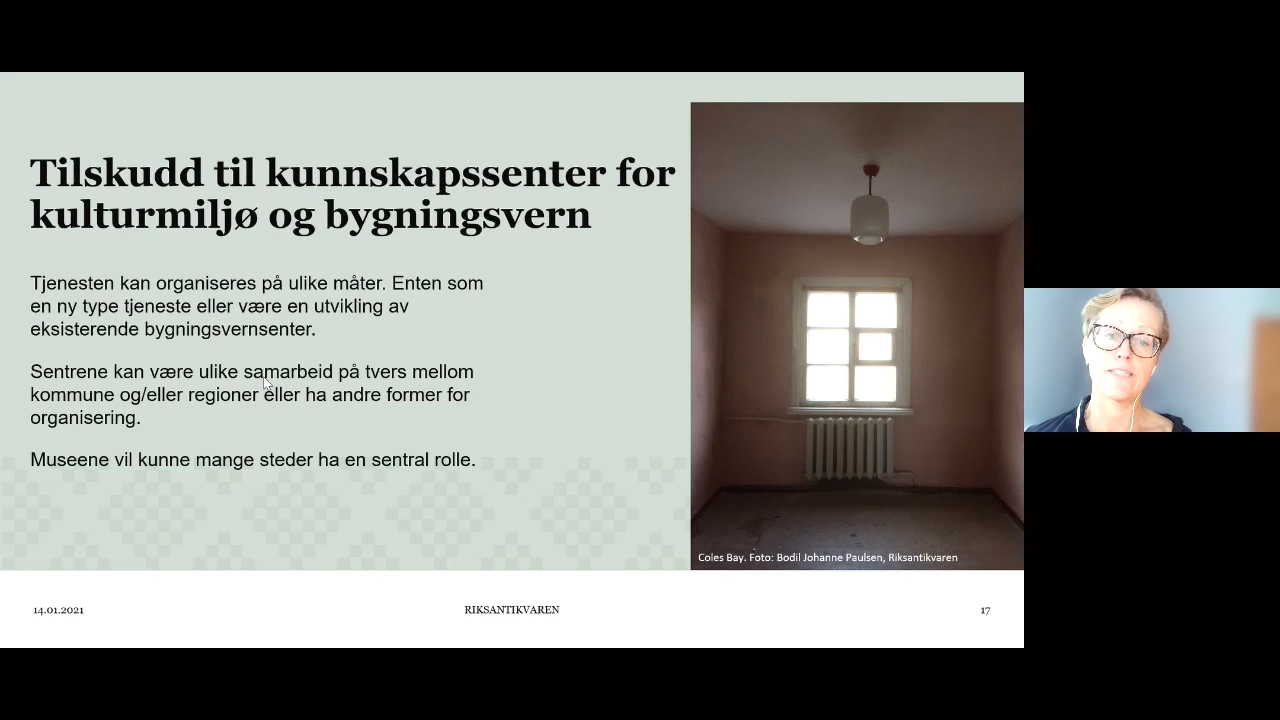 Tilskudd til kunnskapssenter for
kulturmiljø og bygningsvern
Tjenesten kan organiseres på ulike måter. Enten som
en ny type tjeneste eller være en utvikling av
eksisterende bygningsvernsenter.
Sentrene kan være ulike samarbeid på tvers mellom
kommune og/eller regioner eller ha andre former for
organisering.
Museene vil kunne mange steder ha en sentral rolle.
Coles Bay. Foto: Bodil Johanne Paulsen, Riksantikvaren
14.01.2021
RIKSANTIKVAREN
17